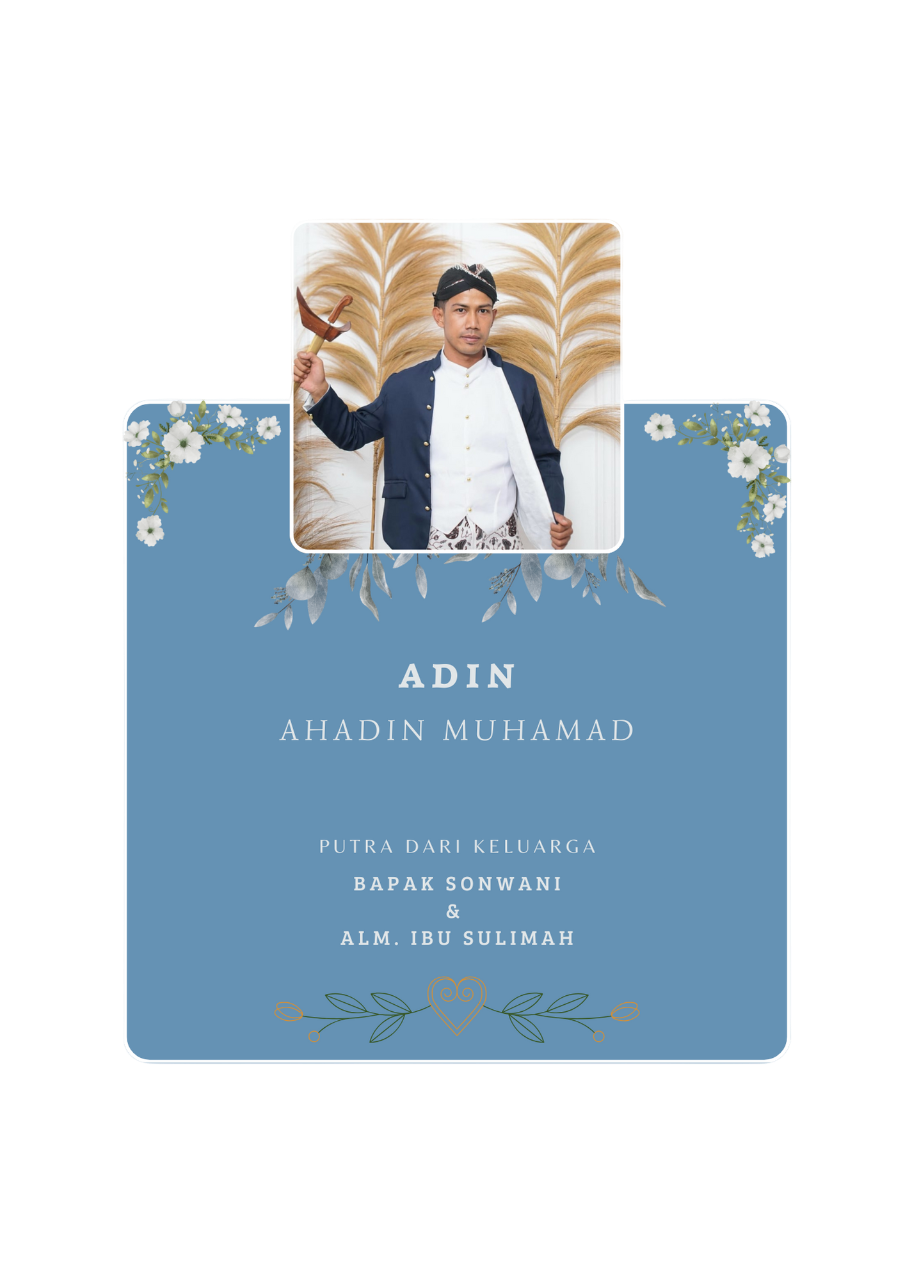 ADIN
AHADIN MUHAMAD
PUTRA DARI KELUARGA
BAPAK SONWANI
&
ALM. IBU SULIMAH